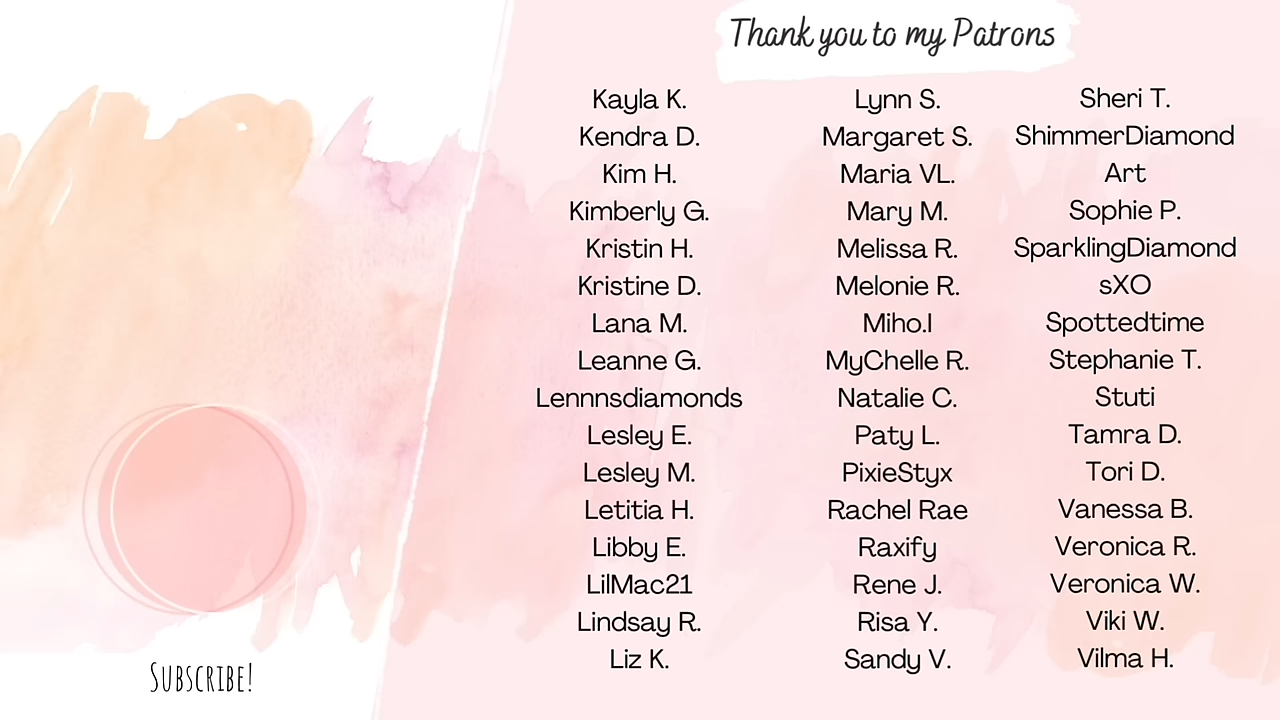 Thank you to my Patrons
Kayla K.
Kendra D.
Kim H.
Kimberly G.
Kristin H.
Kristine D.
Lana M.
Leanne G.
Lennnsdiamonds
Lesley E.
Lesley M.
Letitia H.
Libby E.
LilMac21
Lindsay R.
Liz K.
Lynn S.
Margaret S.
Maria VL.
Mary M.
Melissa R.
Melonie R.
Miho.I
MyChelle R.
Natalie C.
Paty L.
PixieStyx
Rachel Rae
Raxify
Rene J.
Risa Y.
Sandy V.
Sheri T.
ShimmerDiamond
Art
Sophie P.
SparklingDiamond
sXO
Spottedtime
Stephanie T.
Stuti
Tamra D.
Tori D.
Vanessa B.
Veronica R.
Veronica W.
Viki W.
Vilma H.
Subscribe!